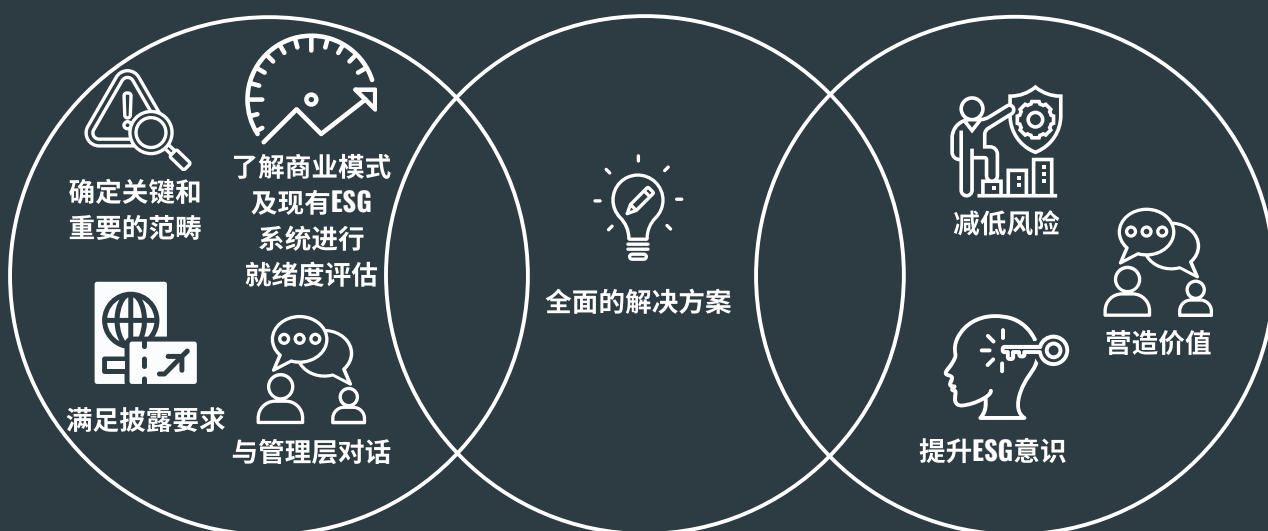 确定关键和
重要的范畴
了解商业模式
及现有ESG
系统进行
就绪度评估
满足披露要求
与管理层对话
全面的解决方案
减低风险
营造价值
提升ESG意识